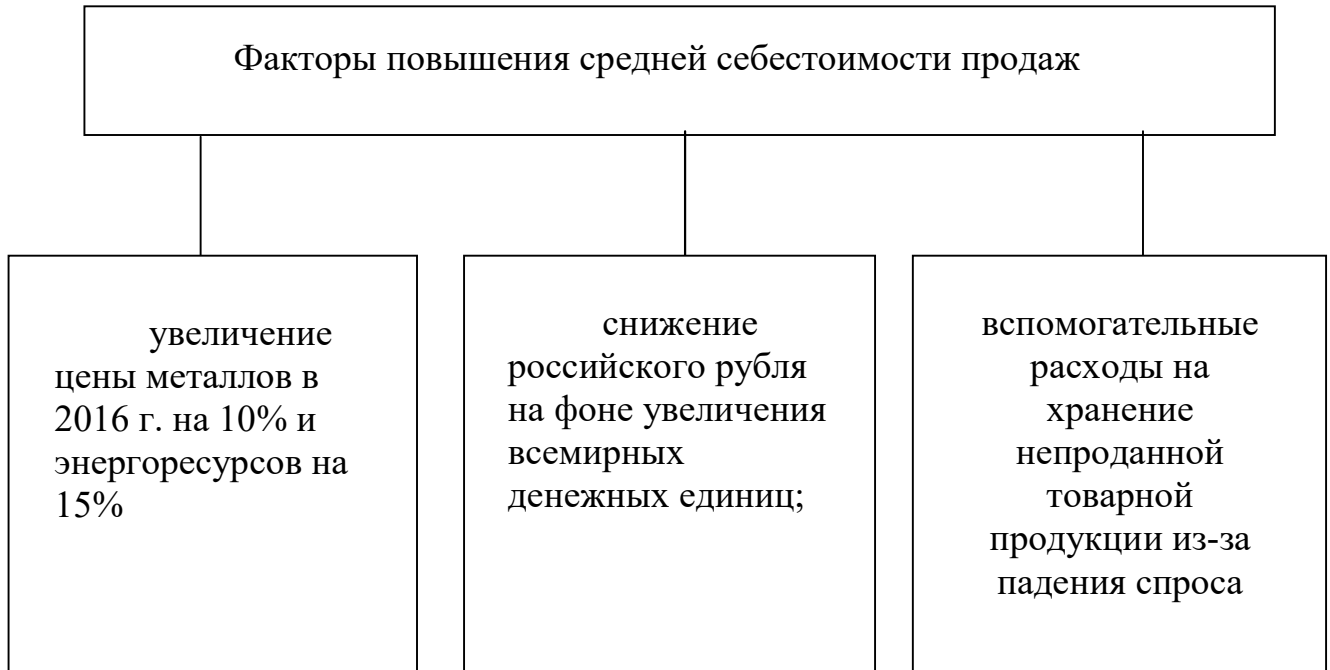 Факторы повышения средней себестоимости продаж
увеличение
цены металлов в
2016 г. на 10% и
энергоресурсов на
15%
снижение
российского рубля
на фоне увеличения
всемирных
денежных единиц;
вспомогательные
расходы на
хранение
непроданной
товарной
продукции из-за
падения спроса